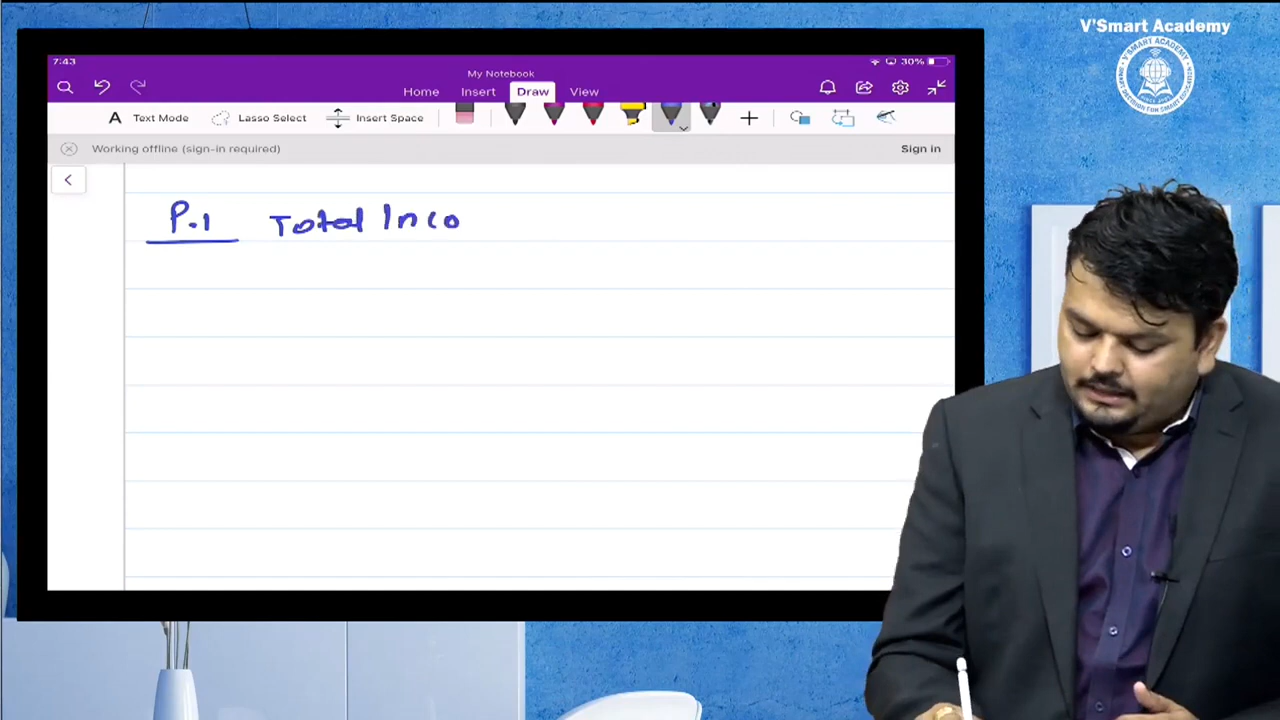 V'Smart Academy
7:43
30%
My Notebook
Home Insert Draw View
Text Mode Lasso Select Insert Space
Working offline (sign-in required) Sign in
P.1 Total Inco